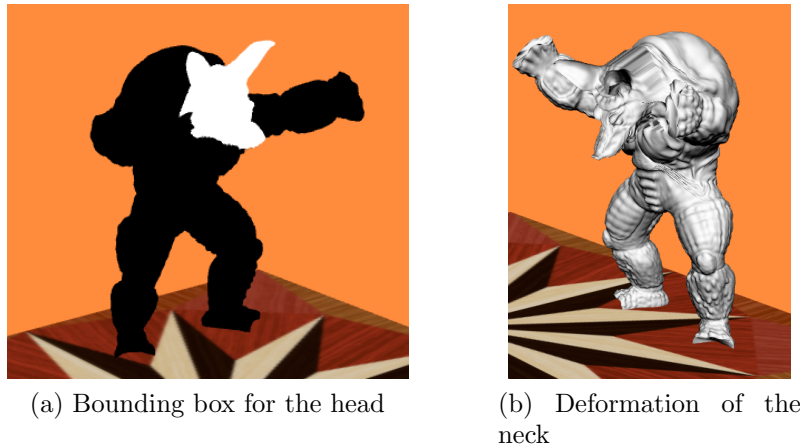 (a) Bounding box for the head
(b) Deformation of the
neck